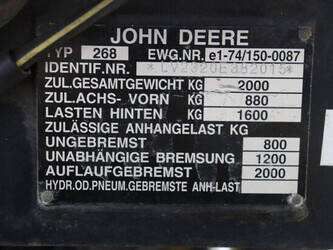 JOHN DEERE
TYP 268 EWG.NR. e1-74/150-0087
IDENTIF.NR. *LV2520E382015*
ZUL.GESAMTGEWICHT KG 2000
ZUL.ACHS- VORN KG 880
LASTEN HINTEN KG 1600
ZULÄSSIGE ANHANGELAST KG
UNGEBREMST 800
UNABHÄNGIGE BREMSUNG 1200
AUFLAUFGEBREMST 2000
HYDR.OD.PNEUM.GEBREMSTE ANH-LAST